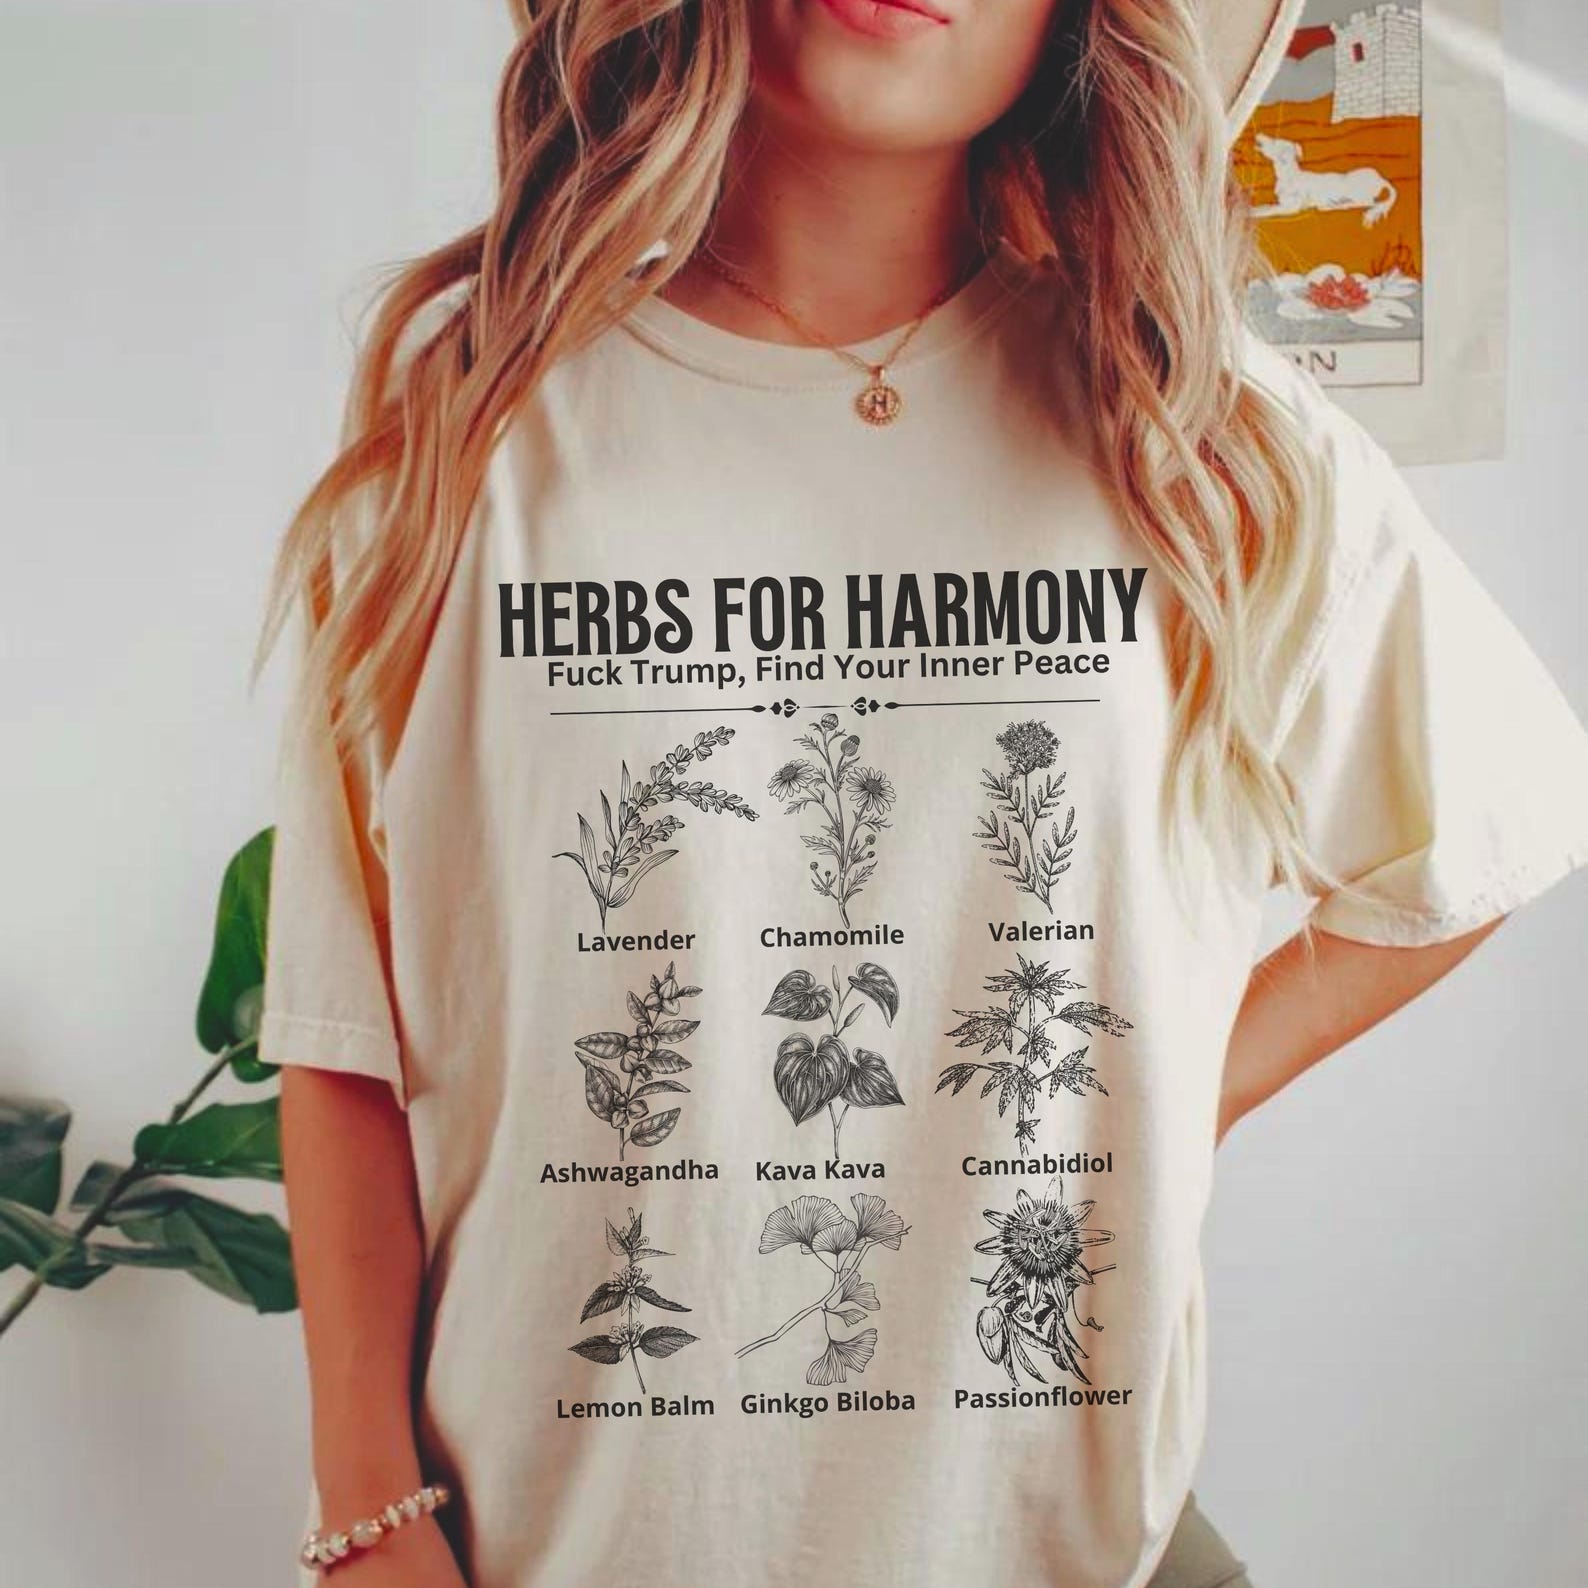 HERBS FOR HARMONY
Fuck Trump, Find Your Inner Peace
Lavender Chamomile Valerian
Ashwagandha Kava Kava Cannabidiol
Lemon Balm Ginkgo Biloba Passionflower
H